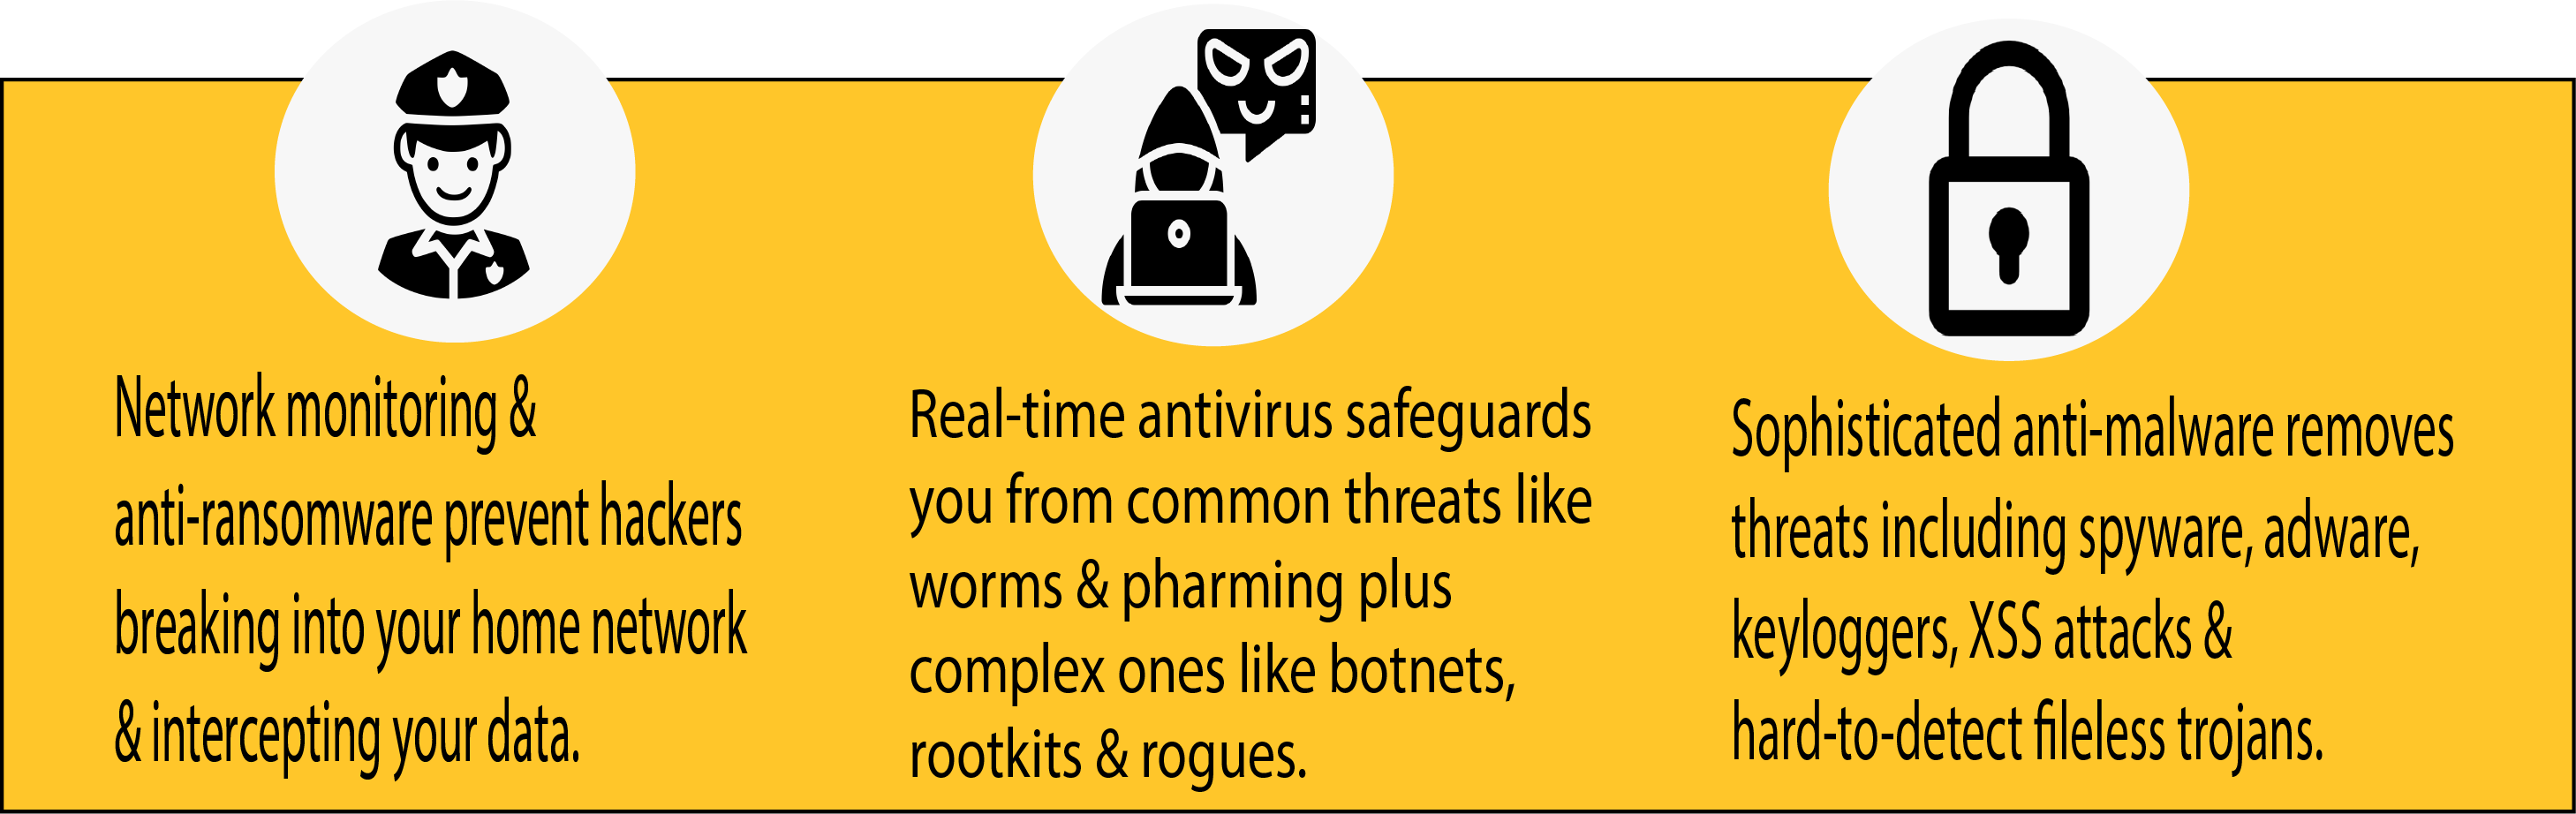 Network monitoring &
anti-ransomware prevent hackers
breaking into your home network
& intercepting your data.
Real-time antivirus safeguards
you from common threats like
worms & pharming plus
complex ones like botnets,
rootkits & rogues.
Sophisticated anti-malware removes
threats including spyware, adware,
keyloggers, XSS attacks &
hard-to-detect fileless trojans.